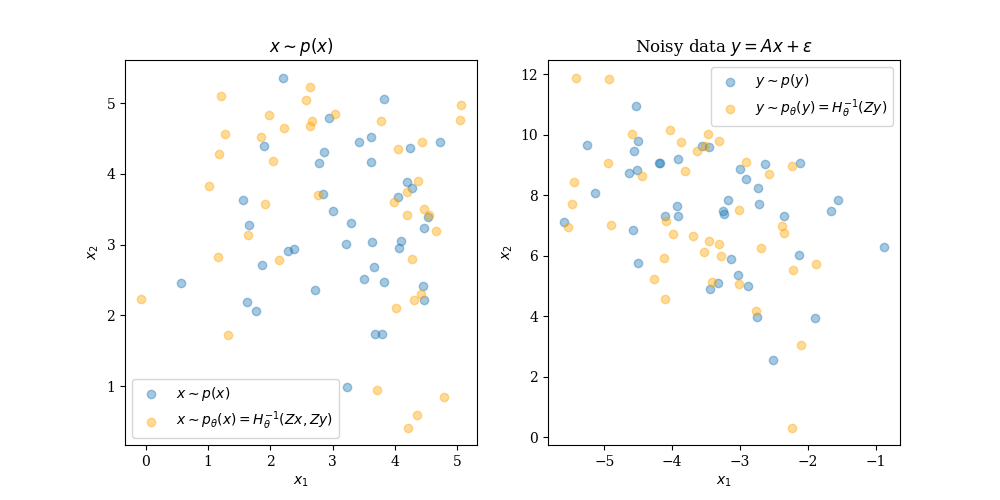 x ∼ p(x)
5
4
3
2
1
x₂
x ∼ p(x)
x ∼ pθ(x) = Hθ⁻¹(Zx, Zy)
0 1 2 3 4 5
x₁
Noisy data y = Ax + ε
12
10
8
6
4
2
0
x₂
y ∼ p(y)
y ∼ pθ(y) = Hθ⁻¹(Zy)
−5 −4 −3 −2 −1
x₁